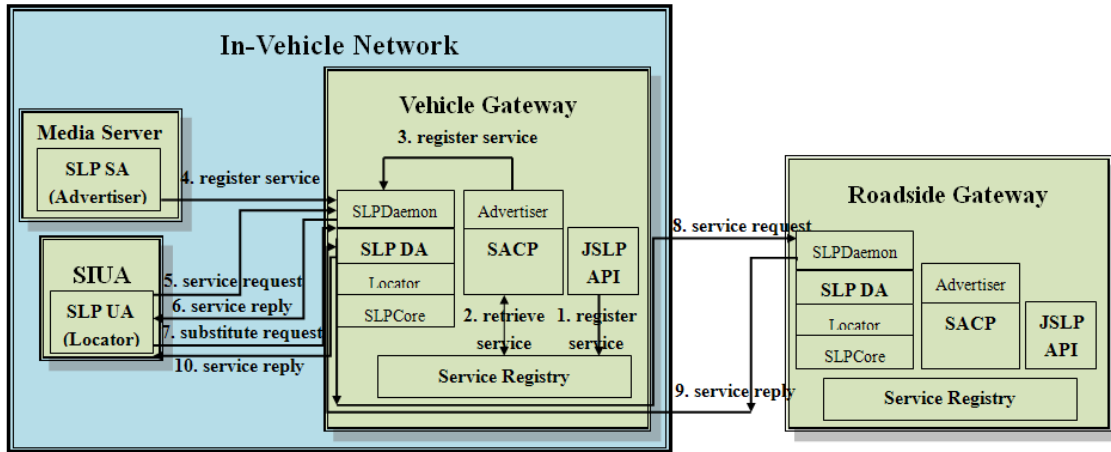 In-Vehicle Network
Vehicle Gateway
Media Server
SLP SA
(Advertiser)
3. register service
4. register service
SLPDaemon
SLP DA
Locator
SLPCore
Advertiser
SACP
JSLP
API
SIUA
SLP UA
(Locator)
5. service request
6. service reply
7. substitute request
10. service reply
2. retrieve
service
1. register
service
Service Registry
8. service request
9. service reply
Roadside Gateway
SLPDaemon
SLP DA
Locator
SLPCore
Advertiser
SACP
JSLP
API
Service Registry